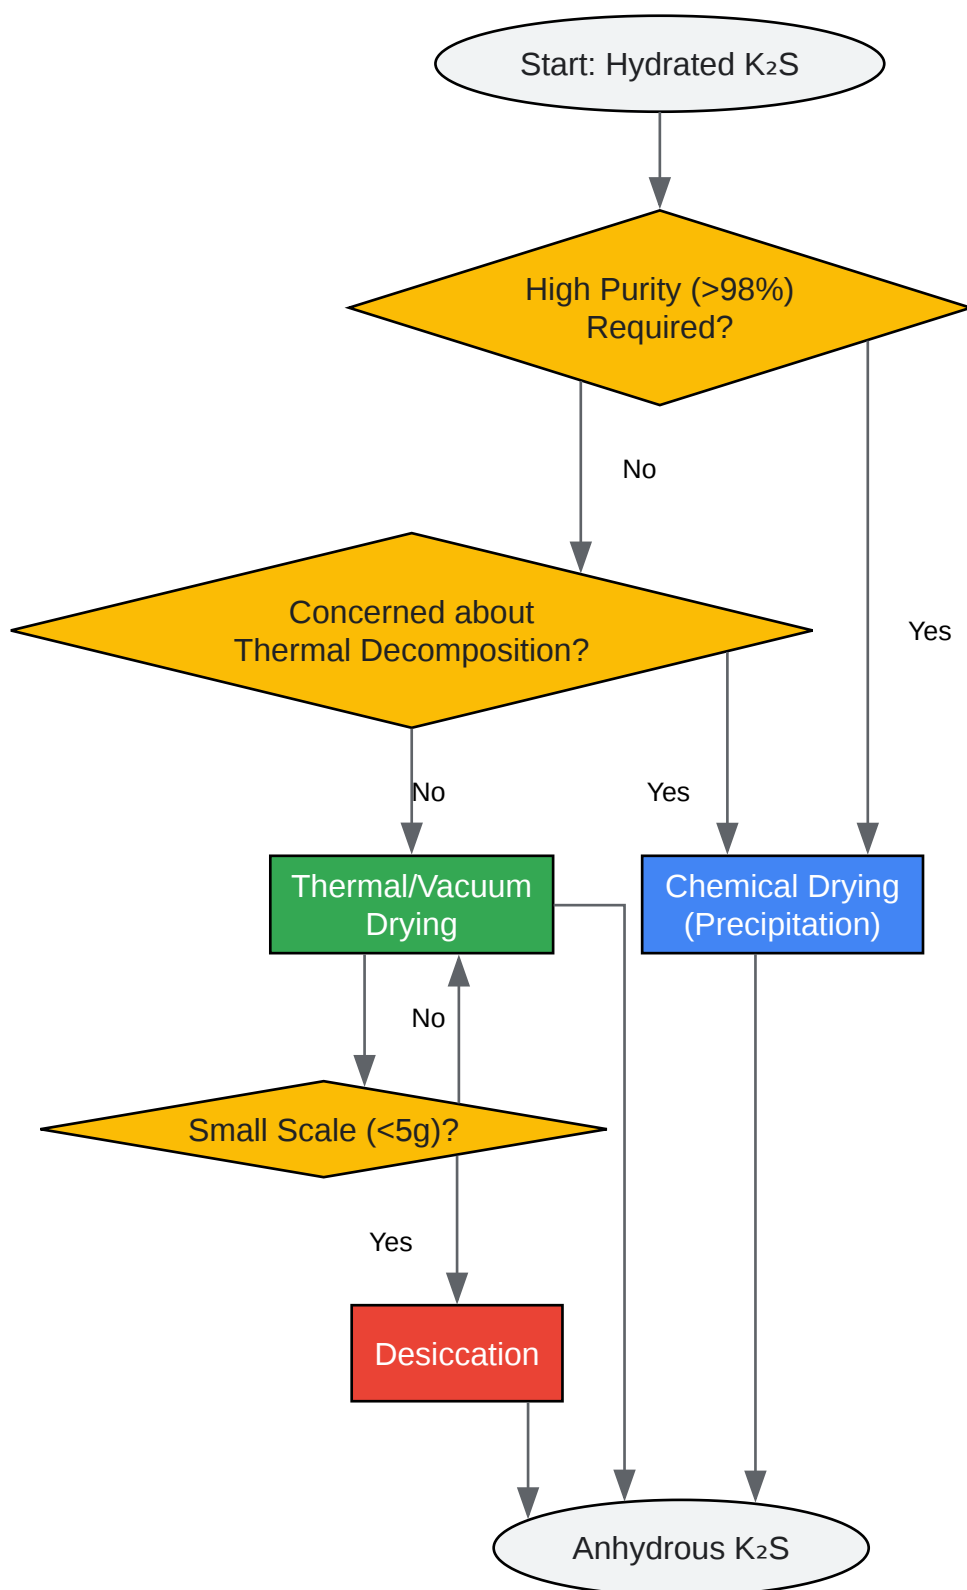 Start: Hydrated K₂S
High Purity (>98%)
Required?
No
Concerned about
Thermal Decomposition?
Yes
No
Yes
Thermal/Vacuum
Drying
Chemical Drying
(Precipitation)
No
Small Scale (<5g)?
Yes
Desiccation
Anhydrous K₂S